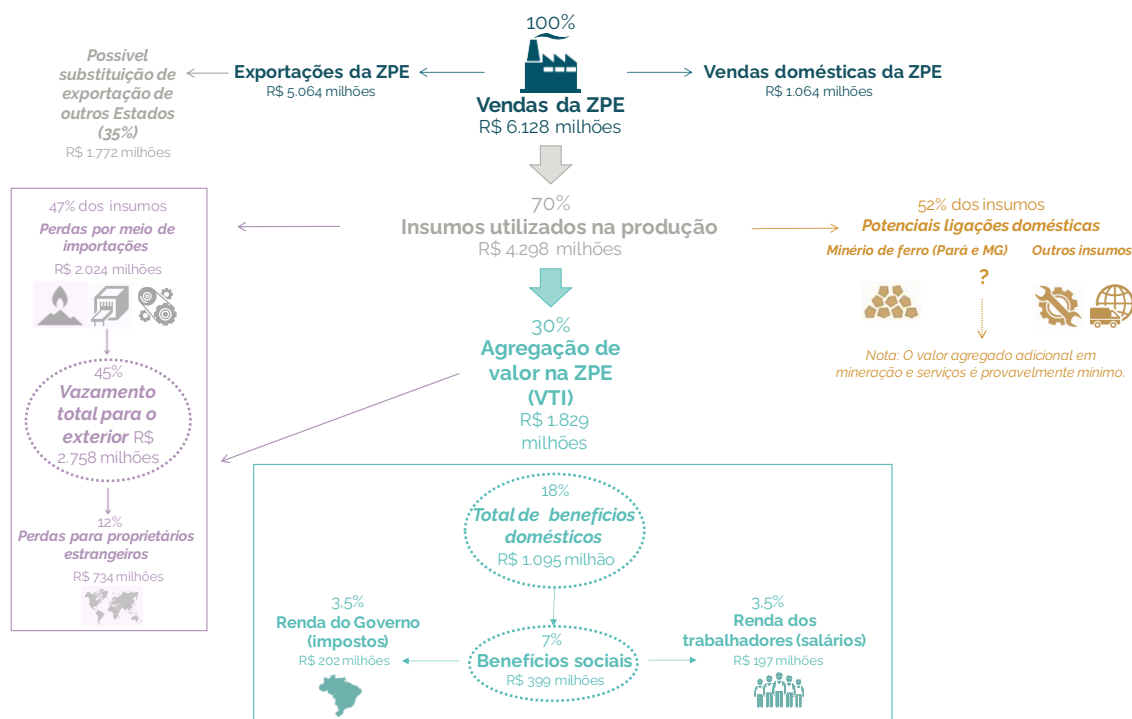 100%
Vendas da ZPE
R$ 6.128 milhões
Exportações da ZPE
R$ 5.064 milhões
Vendas domésticas da ZPE
R$ 1.064 milhões
Possível
substituição de
exportação de
outros Estados
(35%)
R$ 1.772 milhões
70%
Insumos utilizados na produção
R$ 4.298 milhões
47% dos insumos
Perdas por meio de
importações
R$ 2.024 milhões
45%
Vazamento
total para o
exterior R$
2.758 milhões
12%
Perdas para proprietários
estrangeiros
R$ 734 milhões
52% dos insumos
Potenciais ligações domésticas
Minério de ferro (Pará e MG)
Outros insumos
?
Nota: O valor agregado adicional em
mineração e serviços é provavelmente mínimo.
30%
Agregação de
valor na ZPE
(VTI)
R$ 1.829
milhões
18%
Total de benefícios
domésticos
R$ 1.095 milhão
3,5%
Renda do Governo
(impostos)
R$ 202 milhões
7%
Benefícios sociais
R$ 399 milhões
3,5%
Renda dos
trabalhadores (salários)
R$ 197 milhões